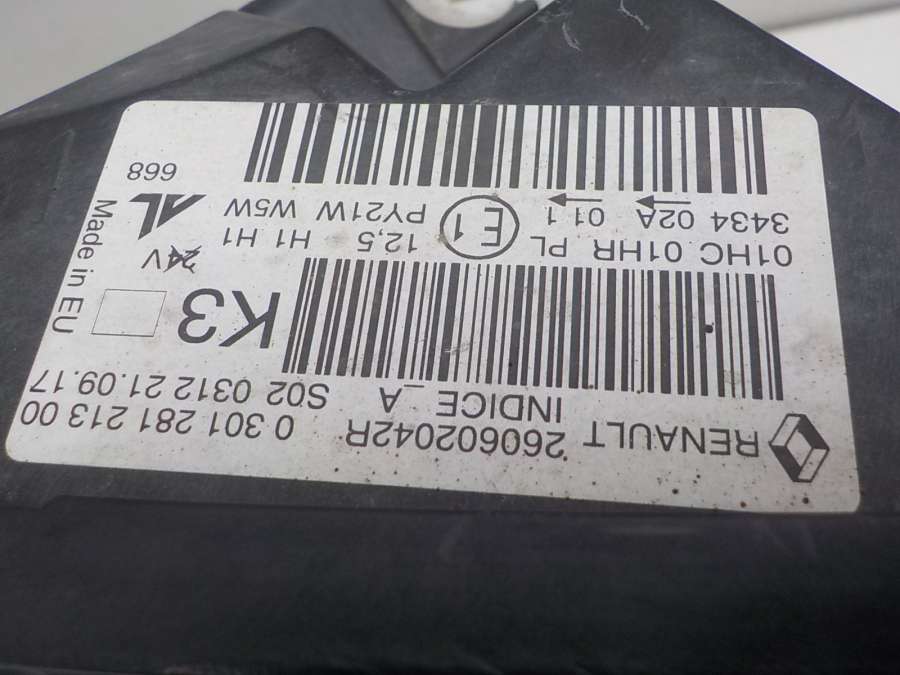 RENAULT 260602042R 0 301 281 213 00
INDICE _A S02 0312 21.09.17
K3
01HC 01HR PL 12,5 H1 H1 24V
3434 02A 01 1 E1 PY21W W5W AL
668
Made in EU